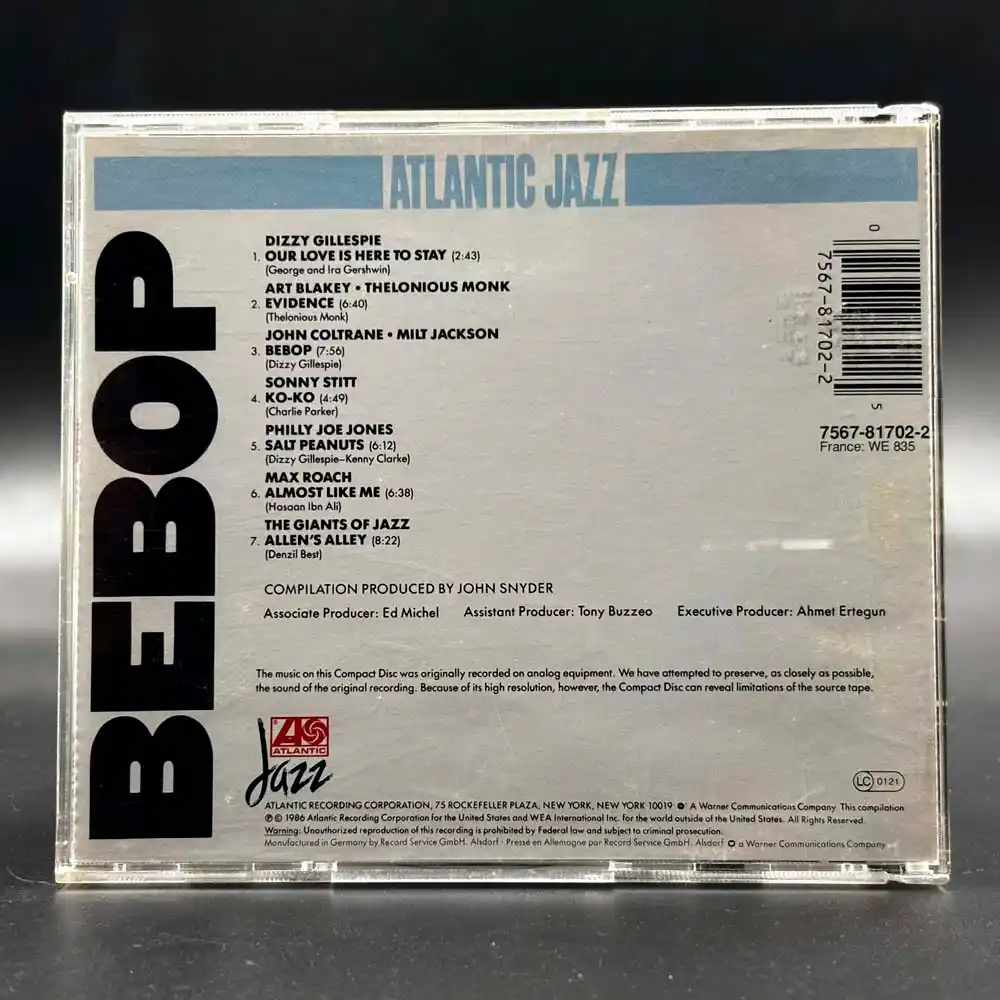 ATLANTIC JAZZ
BEBOP
DIZZY GILLESPIE
1. OUR LOVE IS HERE TO STAY (2:43)
(George and Ira Gershwin)
ART BLAKEY • THELONIOUS MONK
2. EVIDENCE (6:40)
(Thelonious Monk)
JOHN COLTRANE • MILT JACKSON
3. BEBOP (7:56)
(Dizzy Gillespie)
SONNY STITT
4. KO-KO (4:49)
(Charlie Parker)
PHILLY JOE JONES
5. SALT PEANUTS (6:12)
(Dizzy Gillespie–Kenny Clarke)
MAX ROACH
6. ALMOST LIKE ME (6:38)
(Hasaan Ibn Ali)
THE GIANTS OF JAZZ
7. ALLEN'S ALLEY (8:22)
(Denzil Best)
0 7567-81702-2 5
7567-81702-2
France: WE 835
COMPILATION PRODUCED BY JOHN SNYDER
Associate Producer: Ed Michel Assistant Producer: Tony Buzzeo Executive Producer: Ahmet Ertegun
The music on this Compact Disc was originally recorded on analog equipment. We have attempted to preserve, as closely as possible,
the sound of the original recording. Because of its high resolution, however, the Compact Disc can reveal limitations of the source tape.
ATLANTIC
Jazz
LC 0121
ATLANTIC RECORDING CORPORATION, 75 ROCKEFELLER PLAZA, NEW YORK, NEW YORK 10019 A Warner Communications Company This compilation
℗© 1986 Atlantic Recording Corporation for the United States and WEA International Inc. for the world outside of the United States. All Rights Reserved.
Warning: Unauthorized reproduction of this recording is prohibited by Federal law and subject to criminal prosecution.
Manufactured in Germany by Record Service GmbH. Alsdorf · Pressé en Allemagne par Record Service GmbH. Alsdorf a Warner Communications Company